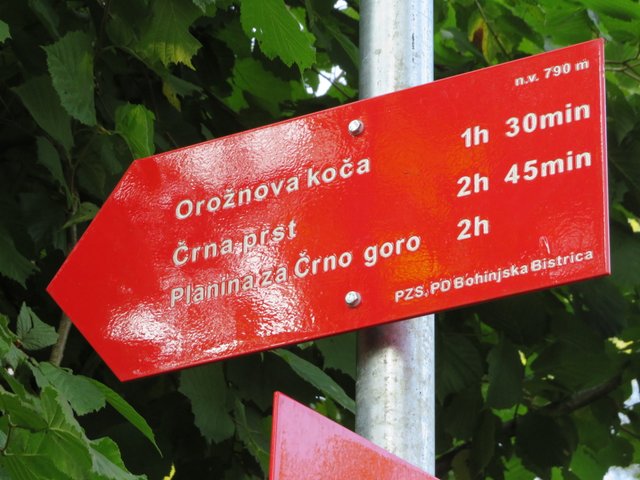 n.v. 790 m
Orožnova koča 1h 30min
Črna prst 2h 45min
Planina za Črno goro 2h
PZS, PD Bohinjska Bistrica